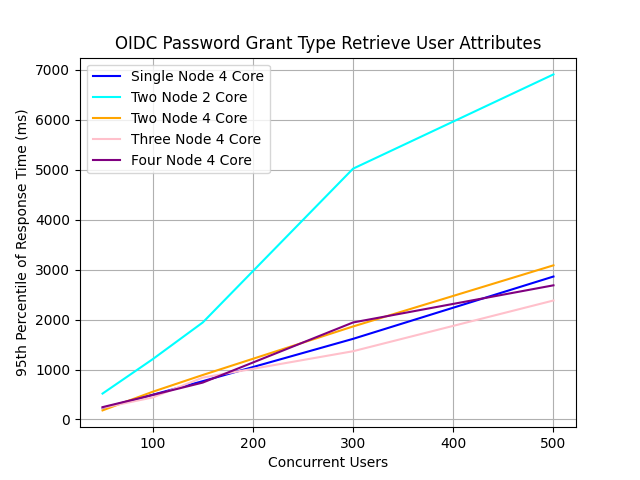 OIDC Password Grant Type Retrieve User Attributes
Single Node 4 Core
Two Node 2 Core
Two Node 4 Core
Three Node 4 Core
Four Node 4 Core
95th Percentile of Response Time (ms)
7000
6000
5000
4000
3000
2000
1000
0
100
200
300
400
500
Concurrent Users